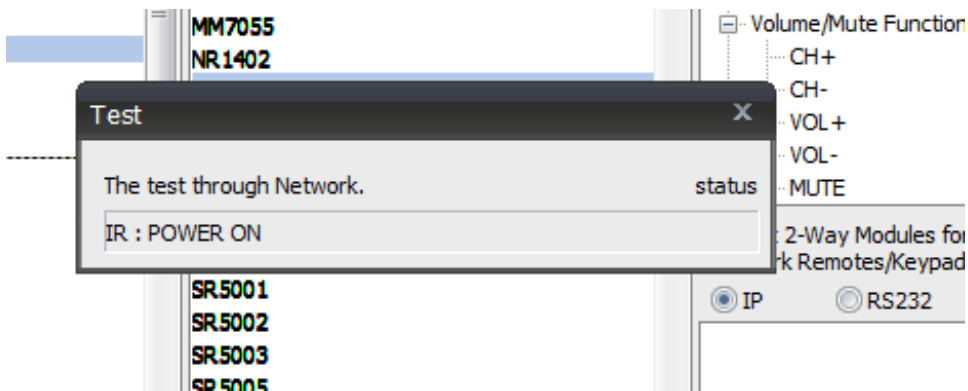 MM7055
NR1402
Volume/Mute Function
CH+
CH-
VOL+
VOL-
MUTE
Test
x
The test through Network.
status
IR : POWER ON
2-Way Modules for
Remotes/Keypad
IP
RS232
SR5001
SR5002
SR5003
SR5005